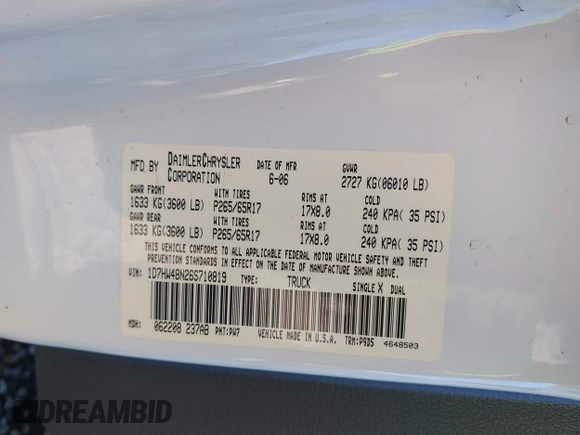 MFD BY DAIMLERCHRYSLER CORPORATION DATE OF MFR 6-06 GVWR 2727 KG(06010 LB)
GAWR FRONT WITH TIRES RIMS AT COLD
1633 KG(3600 LB) P265/65R17 17X8.0 240 KPA( 35 PSI)
GAWR REAR WITH TIRES RIMS AT COLD
1633 KG(3600 LB) P265/65R17 17X8.0 240 KPA( 35 PSI)
THIS VEHICLE CONFORMS TO ALL APPLICABLE FEDERAL MOTOR VEHICLE SAFETY AND THEFT
PREVENTION STANDARDS IN EFFECT ON THE DATE OF MANUFACTURE SHOWN ABOVE.
VIN: 1D7HW48N26S710819 TYPE: TRUCK SINGLE X DUAL
MDH: 062208 237AB PNT:PW7 VEHICLE MADE IN U.S.A. TRM:P9D5 4648503
DREAMBID